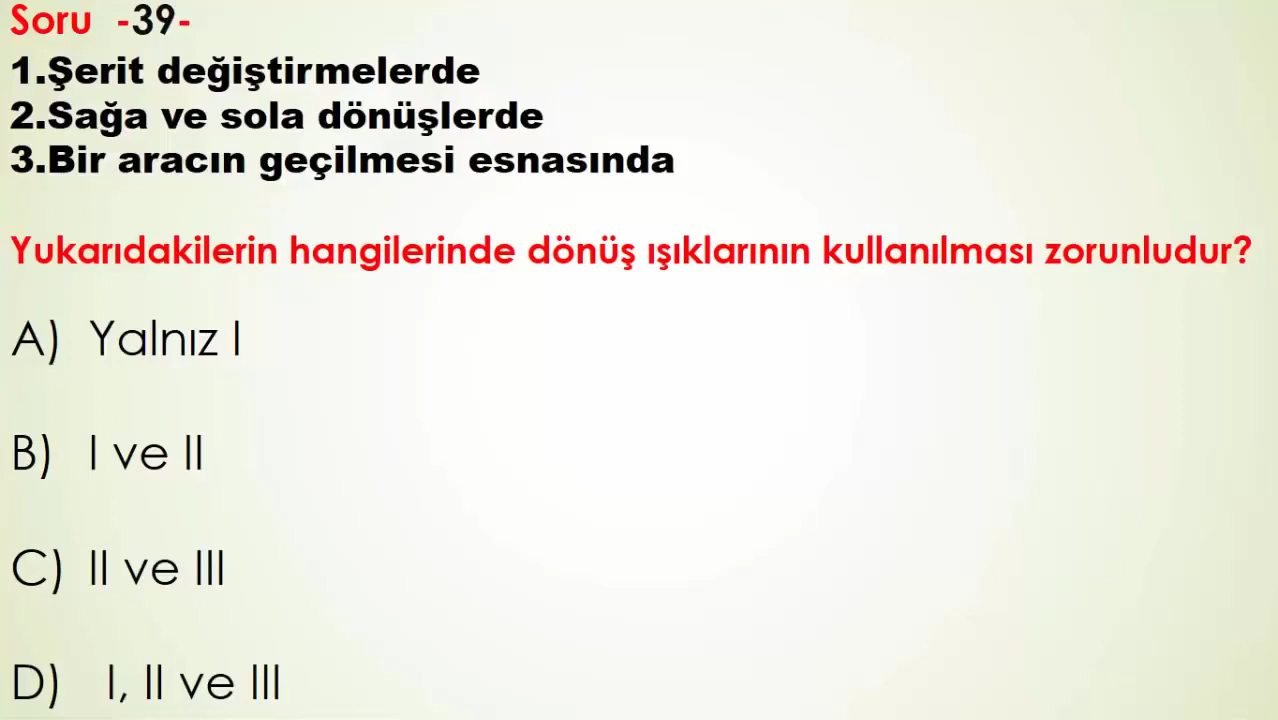 Soru -39-
1.Şerit değiştirmelerde
2.Sağa ve sola dönüşlerde
3.Bir aracın geçilmesi esnasında
Yukarıdakilerin hangilerinde dönüş ışıklarının kullanılması zorunludur?
A) Yalnız I
B) I ve II
C) II ve III
D) I, II ve III